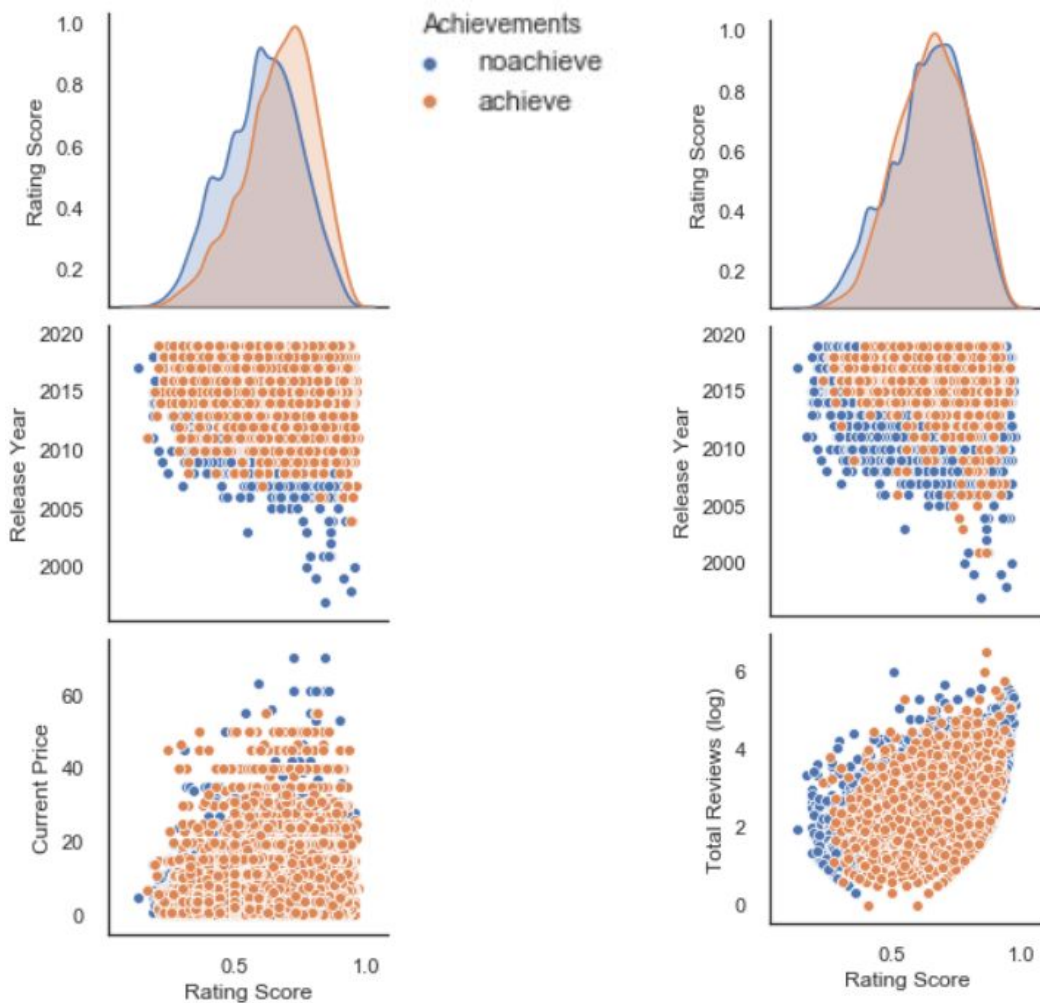 Achievements
noachieve
achieve
Rating Score
1.0
0.8
0.6
0.4
0.2
Release Year
2020
2015
2010
2005
2000
Current Price
60
40
20
0
0.5 1.0
Rating Score
Rating Score
1.0
0.8
0.6
0.4
0.2
Release Year
2020
2015
2010
2005
2000
Total Reviews (log)
6
4
2
0
0.5 1.0
Rating Score